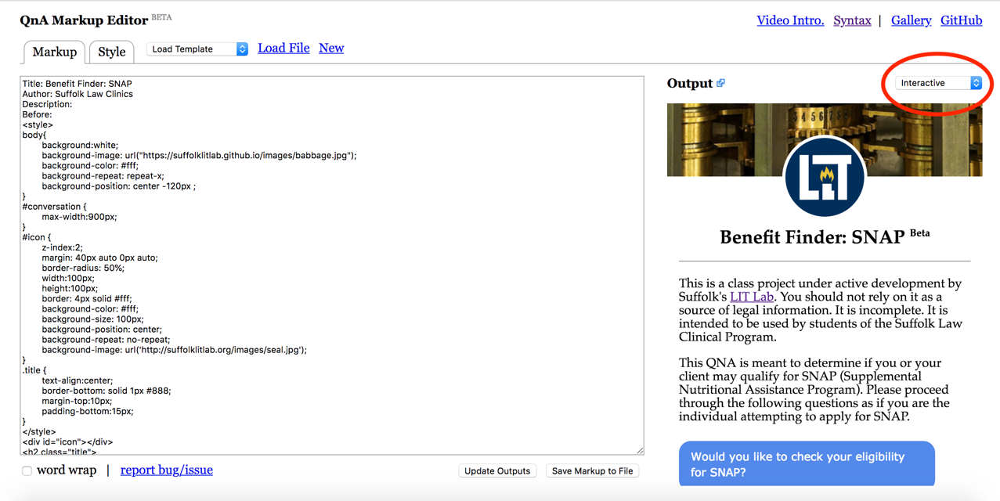 QnA Markup Editor BETA
Video Intro. Syntax | Gallery GitHub
Markup
Style
Load Template
Load File
New
Title: Benefit Finder: SNAP
Author: Suffolk Law Clinics
Description:
Before:
<style>
body{
background:white;
background-image: url("https://suffolklitlab.github.io/images/babbage.jpg");
background-color: #fff;
background-repeat: repeat-x;
background-position: center -120px ;
}
#conversation {
max-width:900px;
}
#icon {
z-index:2;
margin: 40px auto 0px auto;
border-radius: 50%;
width:100px;
height:100px;
border: 4px solid #fff;
background-color: #fff;
background-size: 100px;
background-position: center;
background-repeat: no-repeat;
background-image: url('http://suffolklitlab.org/images/seal.jpg');
}
.title {
text-align:center;
border-bottom: solid 1px #888;
margin-top:10px;
padding-bottom:15px;
}
</style>
<div id="icon"></div>
<h2 class="title">
word wrap | report bug/issue
Update Outputs
Save Markup to File
Output
Interactive
3 4 5 6 7
LIT
Benefit Finder: SNAP Beta
This is a class project under active development by
Suffolk's LIT Lab. You should not rely on it as a
source of legal information. It is incomplete. It is
intended to be used by students of the Suffolk Law
Clinical Program.
This QNA is meant to determine if you or your
client may qualify for SNAP (Supplemental
Nutritional Assistance Program). Please proceed
through the following questions as if you are the
individual attempting to apply for SNAP.
Would you like to check your eligibility
for SNAP?